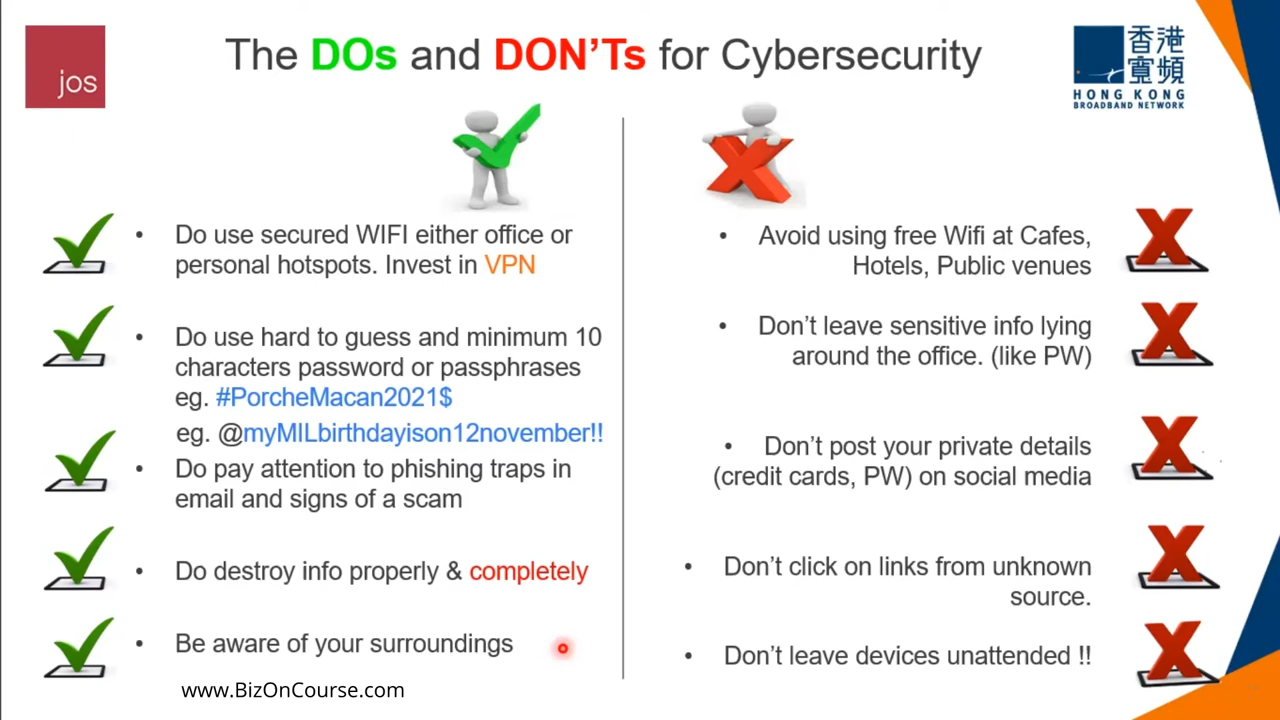 jos
The DOs and DON’Ts for Cybersecurity
香港
寬頻
HONG KONG
BROADBAND NETWORK
• Do use secured WIFI either office or
personal hotspots. Invest in VPN
• Do use hard to guess and minimum 10
characters password or passphrases
eg. #PorcheMacan2021$
eg. @myMILbirthdayison12november!!
• Do pay attention to phishing traps in
email and signs of a scam
• Do destroy info properly & completely
• Be aware of your surroundings
www.BizOnCourse.com
• Avoid using free Wifi at Cafes,
Hotels, Public venues
• Don’t leave sensitive info lying
around the office. (like PW)
• Don’t post your private details
(credit cards, PW) on social media
• Don’t click on links from unknown
source.
• Don’t leave devices unattended !!